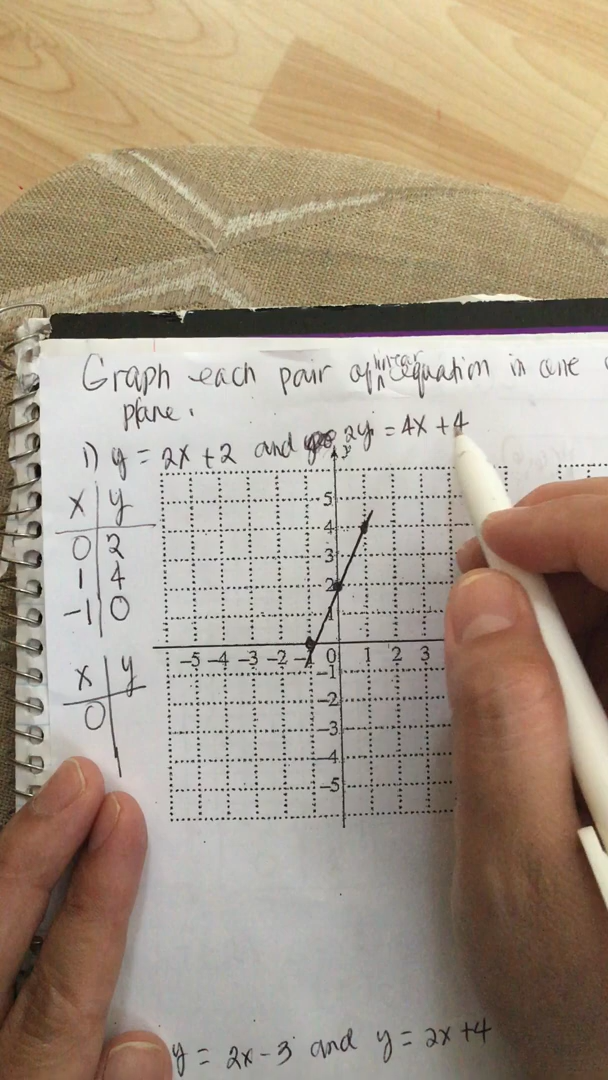 Graph each pair of linear equation in one
plane.
1) y = 2x + 2 and 2y = 4x + 4
x y
0 2
1 4
-1 0
x y
0
y
5
4
3
2
1
-5 -4 -3 -2 -1 0 1 2 3
-1
-2
-3
-4
-5
y = 2x - 3 and y = 2x + 4